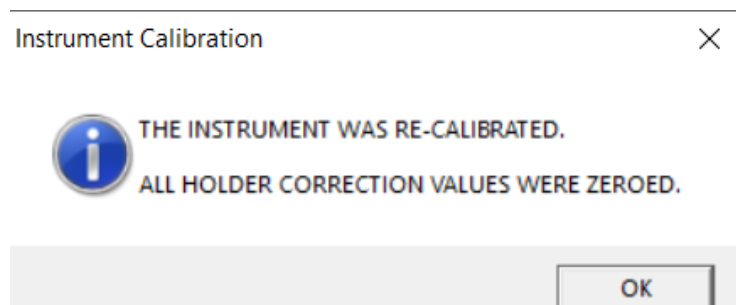 Instrument Calibration
THE INSTRUMENT WAS RE-CALIBRATED.
ALL HOLDER CORRECTION VALUES WERE ZEROED.
OK